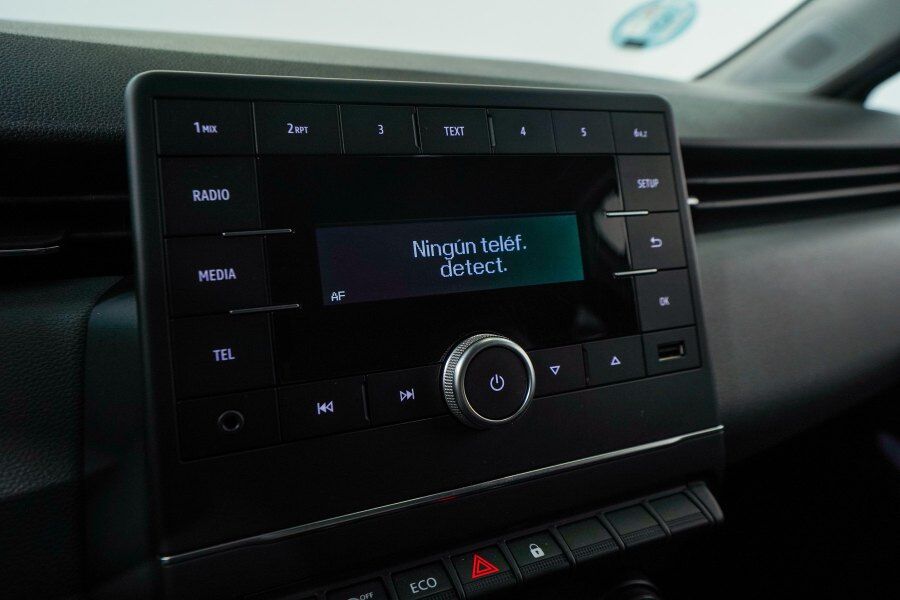 1 MIX 2 RPT 3 TEXT 4 5 6 A.Z
RADIO SETUP
Ningún teléf.
detect.
MEDIA
AF
OK
TEL
OFF ECO